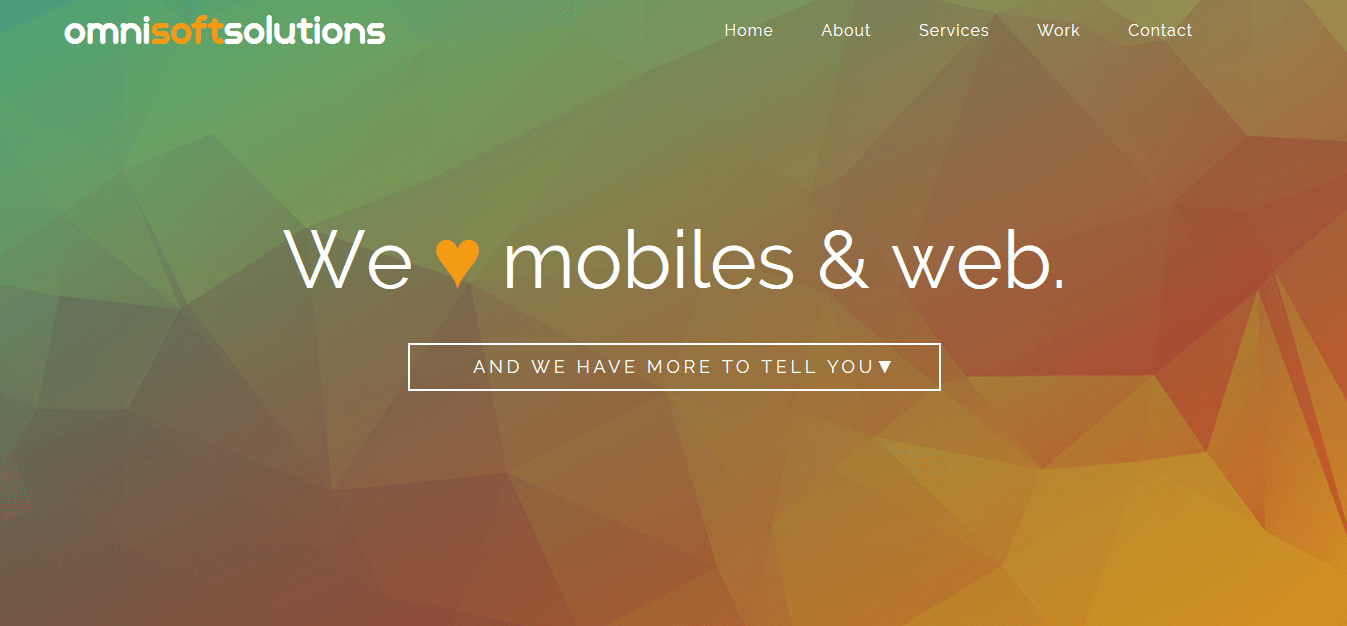 omnisoftsolutions
Home About Services Work Contact
We ♥ mobiles & web.
AND WE HAVE MORE TO TELL YOU▼